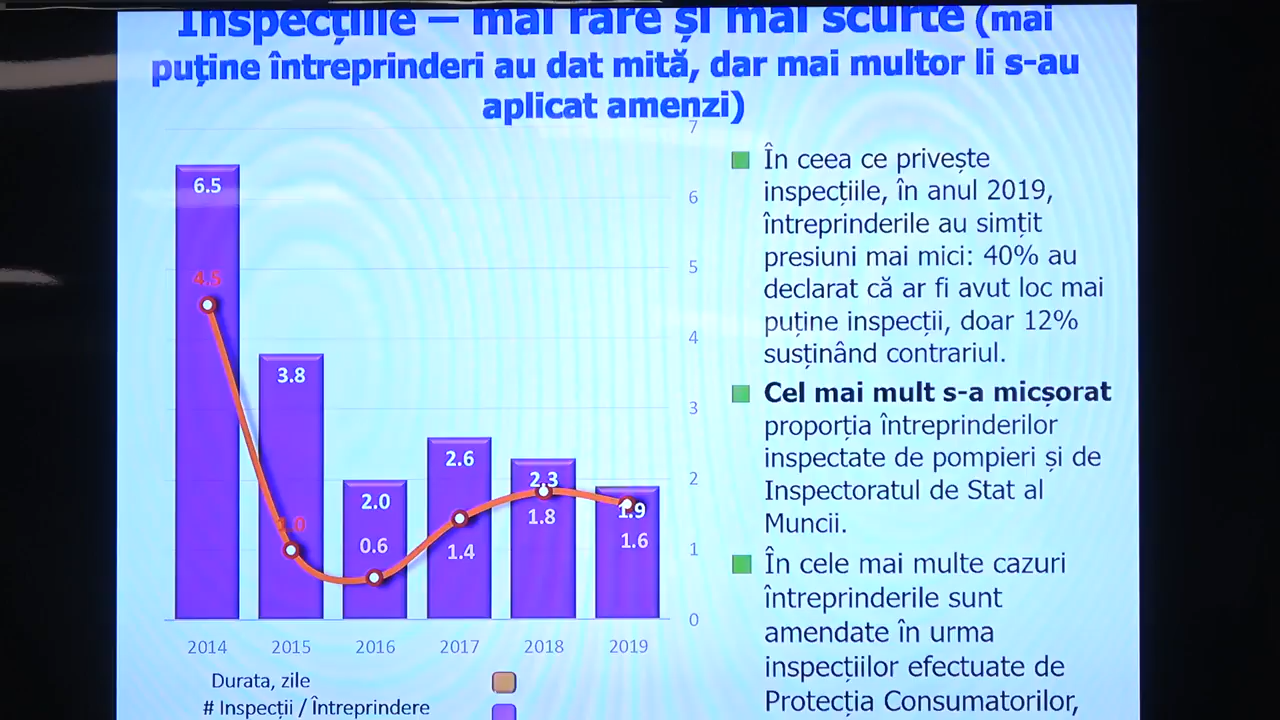 Inspecțiile – mai rare și mai scurte (mai
puține întreprinderi au dat mită, dar mai multor li s-au
aplicat amenzi)
7
6
5
4
3
2
1
0
6.5
4.5
3.8
1.0
2.0
0.6
2.6
1.4
2.3
1.8
1.9
1.6
2014 2015 2016 2017 2018 2019
Durata, zile
# Inspecții / Întreprindere
În ceea ce privește
inspecțiile, în anul 2019,
întreprinderile au simțit
presiuni mai mici: 40% au
declarat că ar fi avut loc mai
puține inspecții, doar 12%
susținând contrariul.
Cel mai mult s-a micșorat
proporția întreprinderilor
inspectate de pompieri și de
Inspectoratul de Stat al
Muncii.
În cele mai multe cazuri
întreprinderile sunt
amendate în urma
inspecțiilor efectuate de
Protecția Consumatorilor,